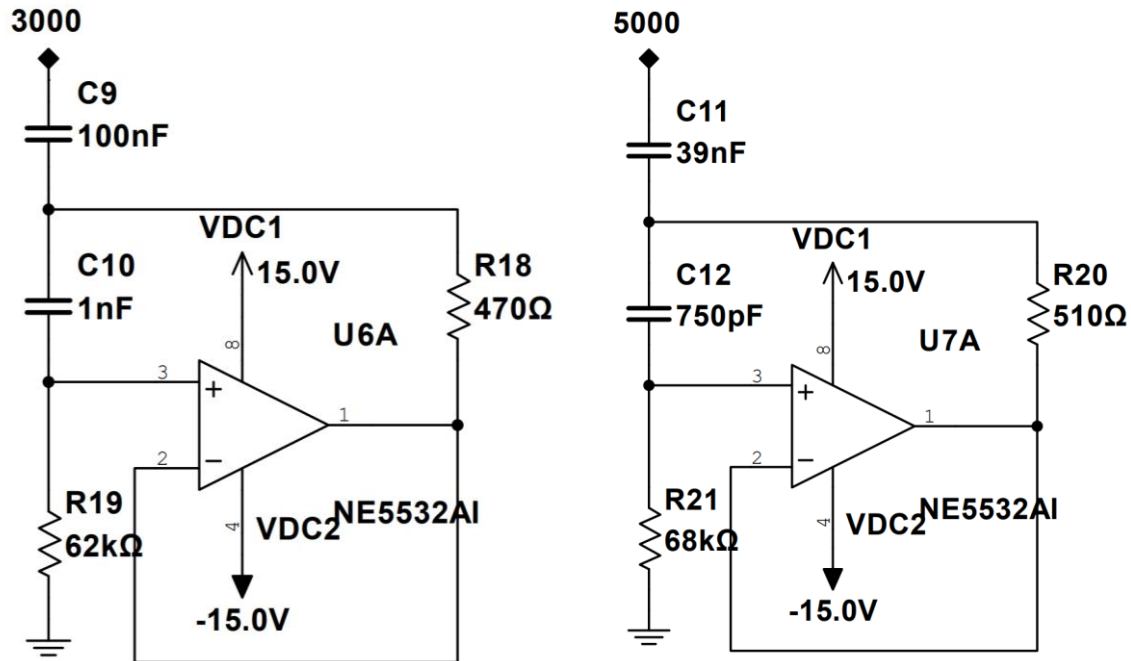 3000
C9
100nF
VDC1
15.0V
C10
1nF
R18
470Ω
U6A
8
3
+
1
2
−
4
R19
62kΩ
VDC2
NE5532AI
-15.0V
5000
C11
39nF
VDC1
15.0V
C12
750pF
R20
510Ω
U7A
8
3
+
1
2
−
4
R21
68kΩ
VDC2
NE5532AI
-15.0V